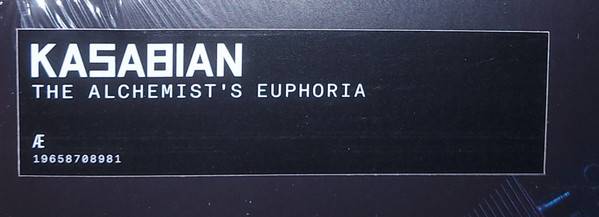 KASABIAN
THE ALCHEMIST'S EUPHORIA
Æ
19658708981